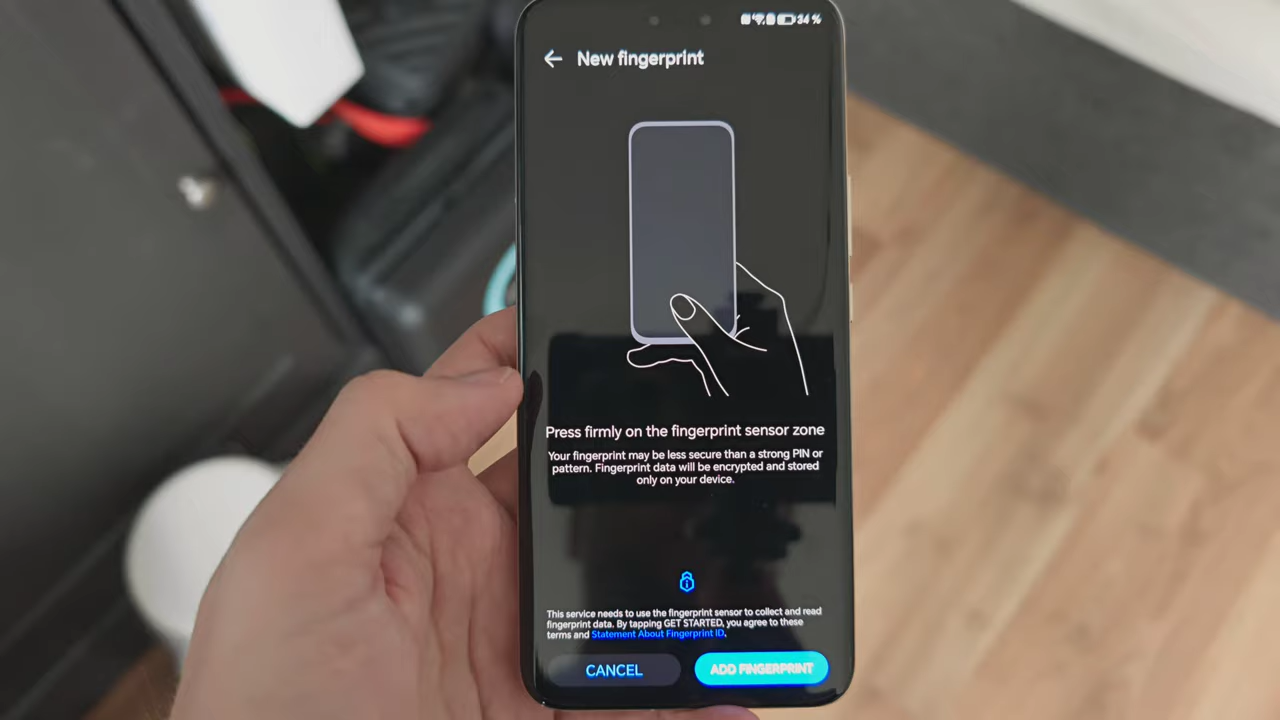 34 %
New fingerprint
Press firmly on the fingerprint sensor zone
Your fingerprint may be less secure than a strong PIN or
pattern. Fingerprint data will be encrypted and stored
only on your device.
This service needs to use the fingerprint sensor to collect and read
fingerprint data. By tapping GET STARTED, you agree to these
terms and Statement About Fingerprint ID.
CANCEL
ADD FINGERPRINT